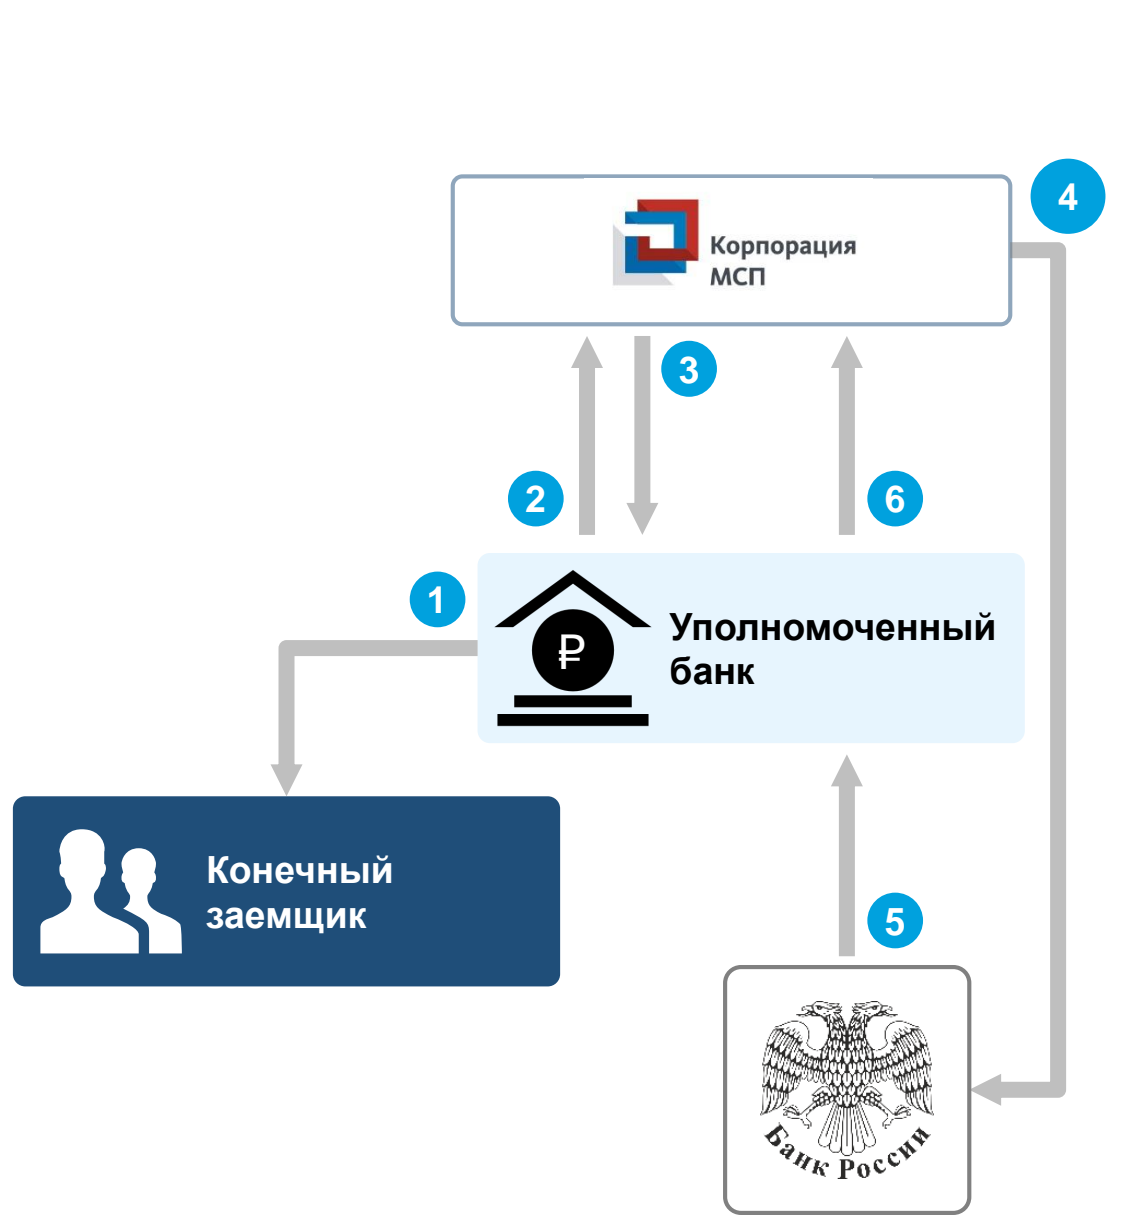 4
Корпорация
МСП
3
2
6
1
₽
Уполномоченный
банк
Конечный
заемщик
5
Банк России